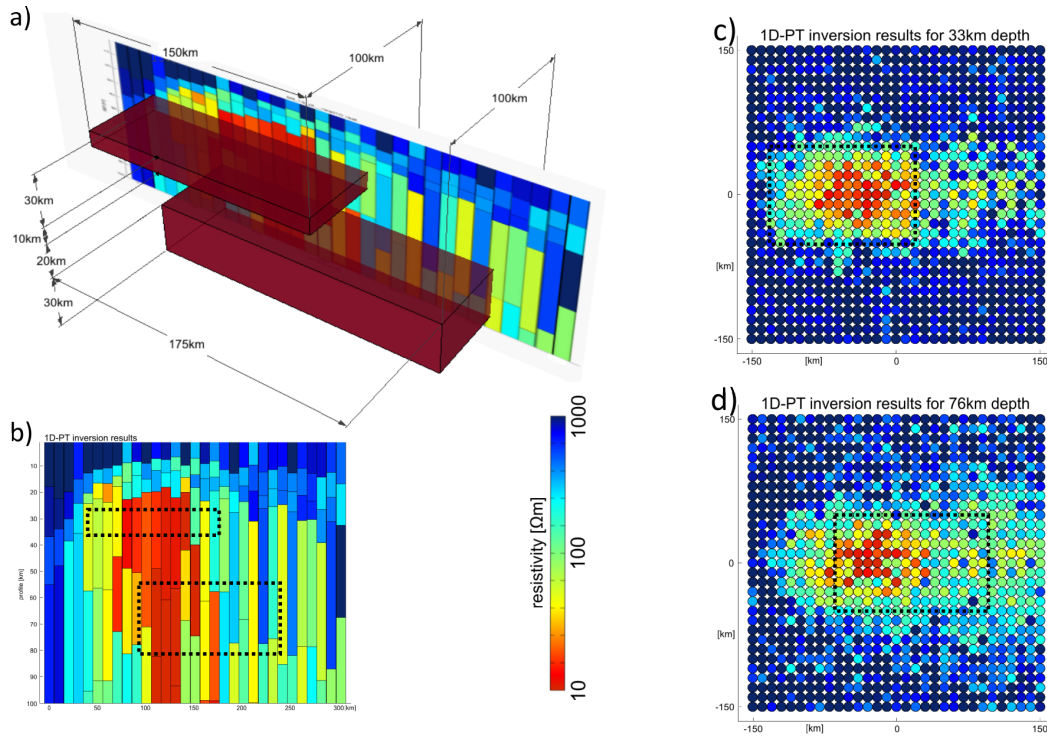 a)
150km
100km
100km
30km
10km
20km
30km
175km
b)
1D-PT inversion results
10
20
30
40
50
60
70
80
90
100
profile [km]
0
50
100
150
200
250
300
[km]
1000
100
10
resistivity [Ωm]
c)
1D-PT inversion results for 33km depth
150
0
[km]
-150
-150
[km]
0
150
d)
1D-PT inversion results for 76km depth
150
0
[km]
-150
-150
[km]
0
150